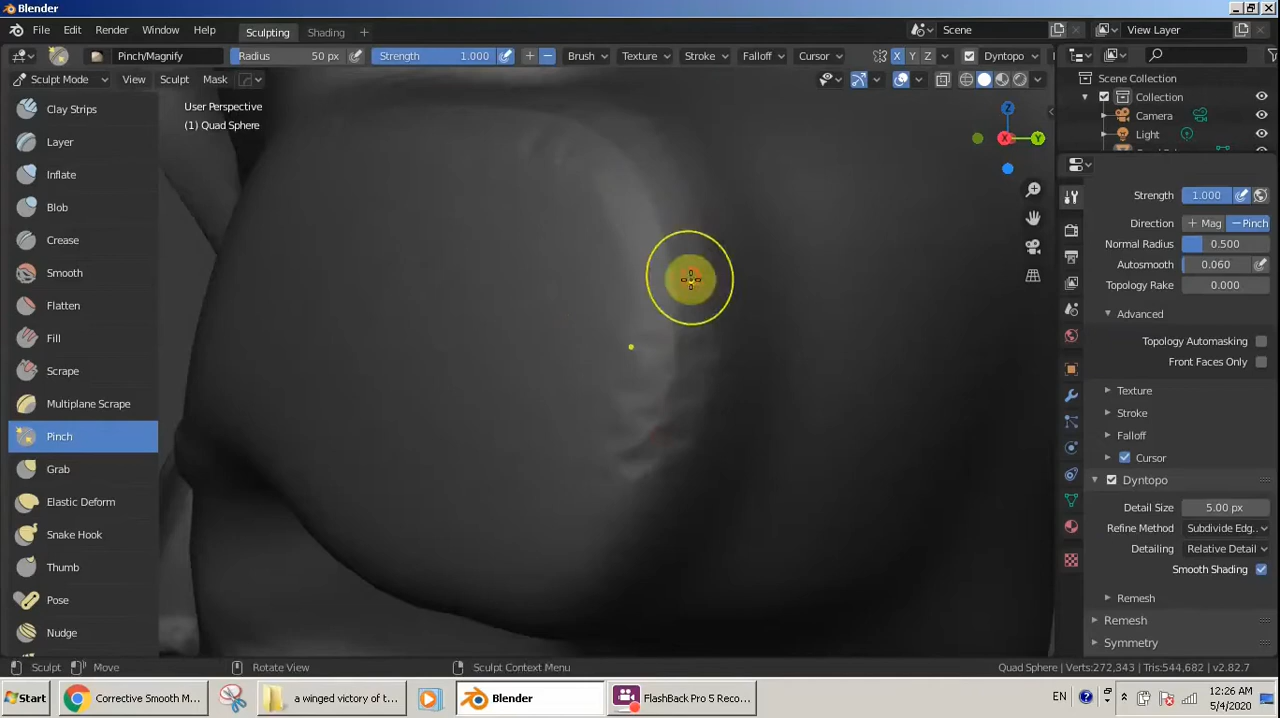 Blender
File Edit Render Window Help Sculpting Shading + Scene View Layer
Pinch/Magnify Radius 50 px Strength 1.000 + − Brush Texture Stroke Falloff Cursor X Y Z Dyntopo
Sculpt Mode View Sculpt Mask
User Perspective
(1) Quad Sphere
Clay Strips
Layer
Inflate
Blob
Crease
Smooth
Flatten
Fill
Scrape
Multiplane Scrape
Pinch
Grab
Elastic Deform
Snake Hook
Thumb
Pose
Nudge
Z
X Y
Scene Collection
Collection
Camera
Light
Strength 1.000
Direction + Mag − Pinch
Normal Radius 0.500
Autosmooth 0.060
Topology Rake 0.000
Advanced
Topology Automasking
Front Faces Only
Texture
Stroke
Falloff
Cursor
Dyntopo
Detail Size 5.00 px
Refine Method Subdivide Edg..
Detailing Relative Detail
Smooth Shading
Remesh
Remesh
Symmetry
Sculpt Move Rotate View Sculpt Context Menu Quad Sphere | Verts:272,343 | Tris:544,682 | v2.82.7
Start Corrective Smooth M... a winged victory of t... Blender FlashBack Pro 5 Reco... EN 12:26 AM
5/4/2020